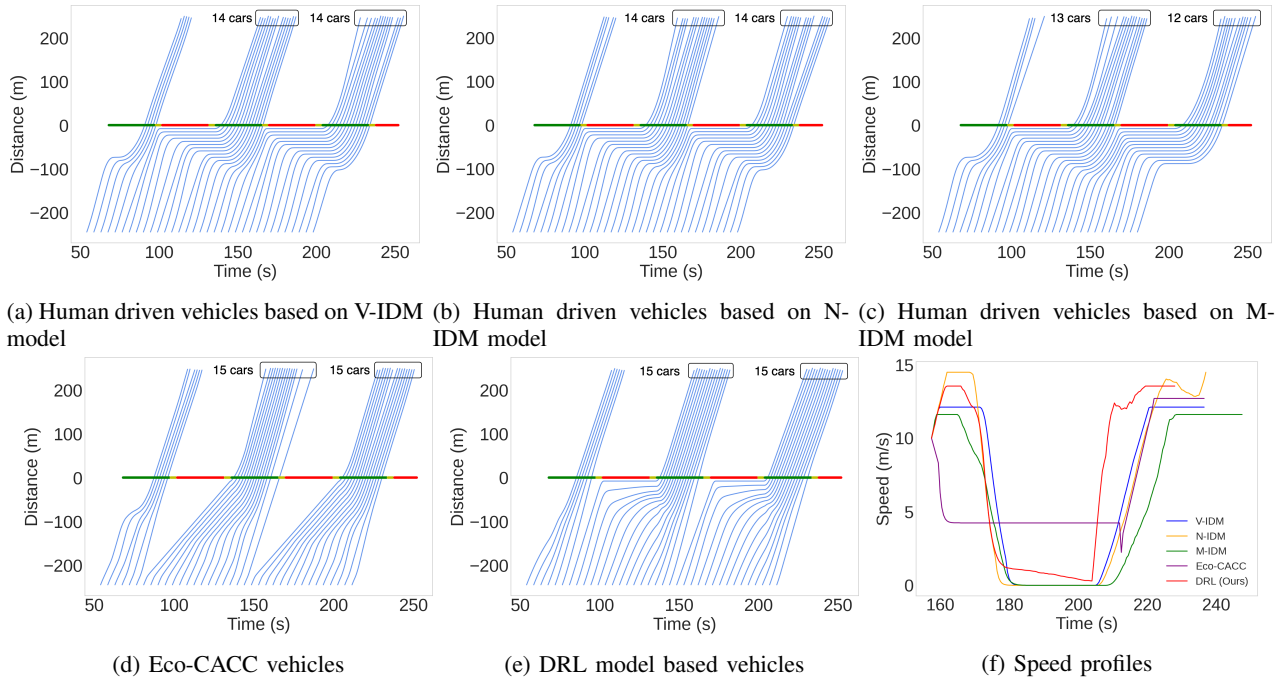 14 cars
14 cars
200
100
0
−100
−200
Distance (m)
50
100
150
200
250
Time (s)
(a) Human driven vehicles based on V-IDM
model
14 cars
14 cars
200
100
0
−100
−200
Distance (m)
50
100
150
200
250
Time (s)
(b) Human driven vehicles based on N-
IDM model
13 cars
12 cars
200
100
0
−100
−200
Distance (m)
50
100
150
200
250
Time (s)
(c) Human driven vehicles based on M-
IDM model
15 cars
15 cars
200
100
0
−100
−200
Distance (m)
50
100
150
200
250
Time (s)
(d) Eco-CACC vehicles
15 cars
15 cars
200
100
0
−100
−200
Distance (m)
50
100
150
200
250
Time (s)
(e) DRL model based vehicles
15
10
5
0
Speed (m/s)
V-IDM
N-IDM
M-IDM
Eco-CACC
DRL (Ours)
160
180
200
220
240
Time (s)
(f) Speed profiles